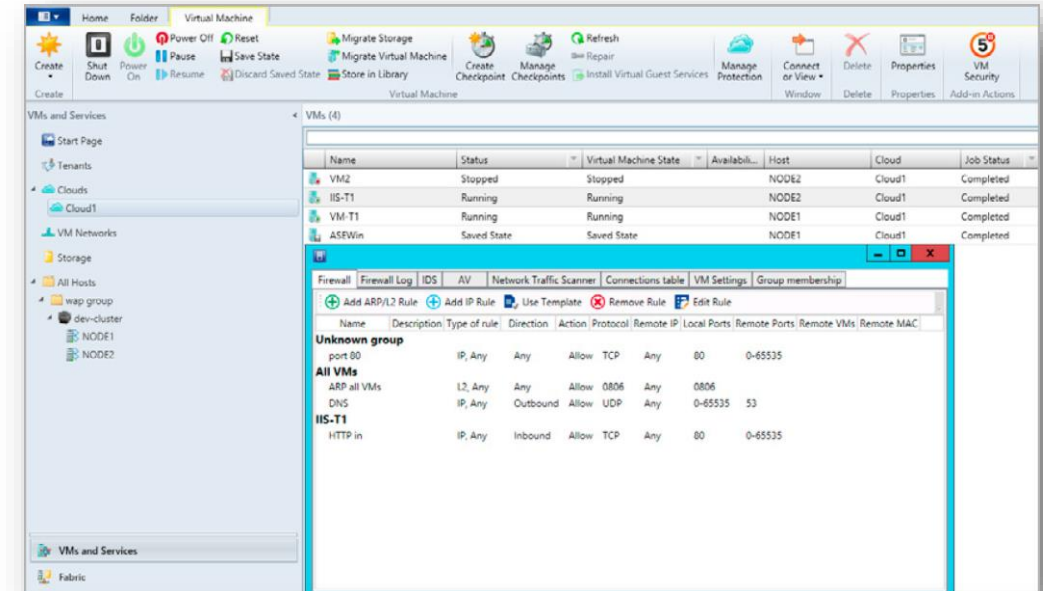 Home Folder Virtual Machine
Create
Shut Down
Power On
Power Off
Pause
Resume
Reset
Save State
Discard Saved State
Migrate Storage
Migrate Virtual Machine
Store in Library
Create Checkpoint
Manage Checkpoints
Refresh
Repair
Install Virtual Guest Services
Manage Protection
Connect or View
Delete
Properties
5
VM Security
Create Virtual Machine Window Delete Properties Add-in Actions
VMs and Services
Start Page
Tenants
Clouds
Cloud1
VM Networks
Storage
All Hosts
wap group
dev-cluster
NODE1
NODE2
VMs and Services
Fabric
VMs (4)
Name Status Virtual Machine State Availabili... Host Cloud Job Status
VM2 Stopped Stopped NODE2 Cloud1 Completed
IIS-T1 Running Running NODE2 Cloud1 Completed
VM-T1 Running Running NODE1 Cloud1 Completed
ASEWin Saved State Saved State NODE1 Cloud1 Completed
Firewall Firewall Log IDS AV Network Traffic Scanner Connections table VM Settings Group membership
Add ARP/L2 Rule Add IP Rule Use Template Remove Rule Edit Rule
Name Description Type of rule Direction Action Protocol Remote IP Local Ports Remote Ports Remote VMs Remote MAC
Unknown group
port 80 IP, Any Any Allow TCP Any 80 0-65535
All VMs
ARP all VMs L2, Any Any Allow 0806 Any 0806
DNS IP, Any Outbound Allow UDP Any 0-65535 53
IIS-T1
HTTP in IP, Any Inbound Allow TCP Any 80 0-65535